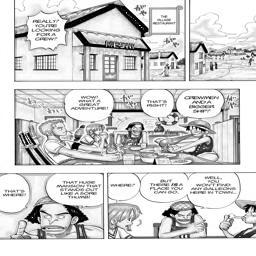 REALLY?
YOU'RE
LOOKING
FOR A
CREW?
THE
VILLAGE
RESTAURANT
WOW!
WHAT A
GREAT
ADVENTURE!
THAT'S
RIGHT!
CREWMEN
AND A
BIGGER
SHIP!
THAT'S
WHERE!
THAT HUGE
MANSION THAT
STANDS OUT
LIKE A SORE
THUMB!
WHERE?
BUT
THERE IS A
PLACE YOU
CAN GO.
WELL,
YOU WON'T
FIND ANY
GALLEONS
HERE IN TOWN...